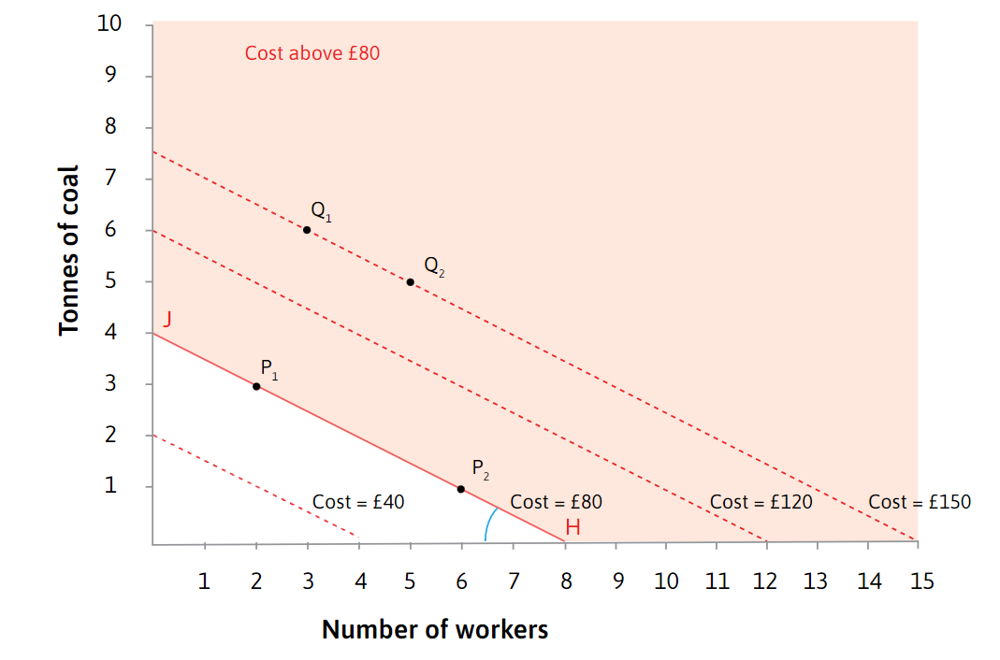 10
Cost above £80
9
8
7
Q1
6
Q2
5
J
4
P1
3
2
P2
1
Cost = £40
Cost = £80
Cost = £120
Cost = £150
H
1 2 3 4 5 6 7 8 9 10 11 12 13 14 15
Tonnes of coal
Number of workers